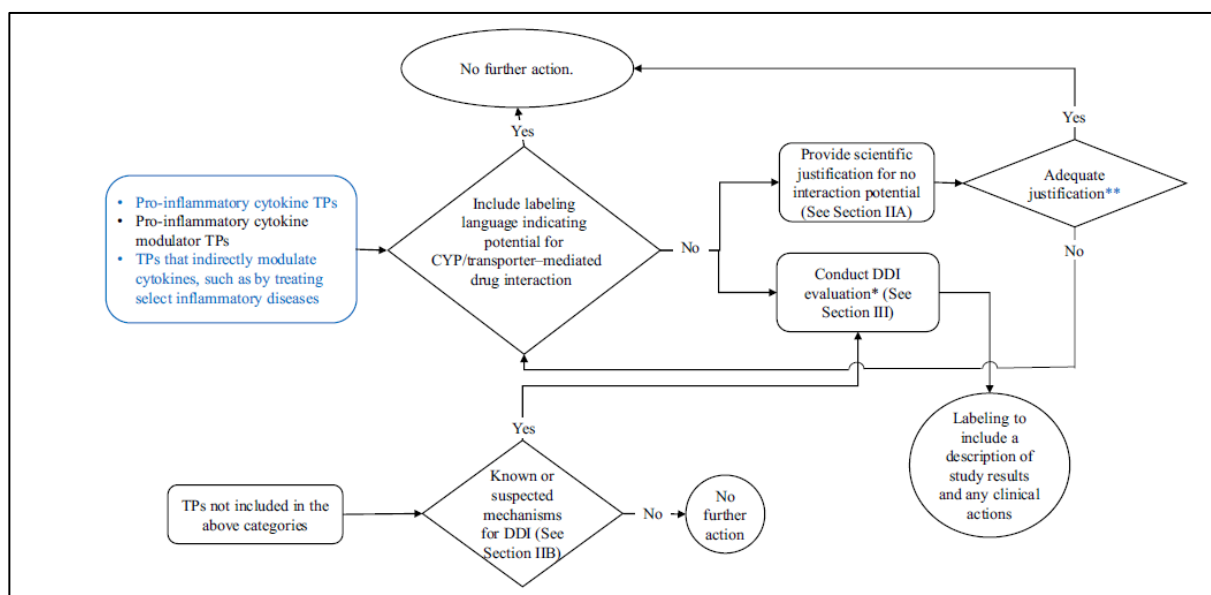 No further action.
Yes
Yes
• Pro-inflammatory cytokine TPs
• Pro-inflammatory cytokine
modulator TPs
• TPs that indirectly modulate
cytokines, such as by treating
select inflammatory diseases
Include labeling
language indicating
potential for
CYP/transporter–mediated
drug interaction
No
Provide scientific
justification for no
interaction potential
(See Section IIA)
Adequate
justification**
No
Conduct DDI
evaluation* (See
Section III)
Labeling to
include a
description of
study results
and any clinical
actions
Yes
TPs not included in the
above categories
Known or
suspected
mechanisms
for DDI (See
Section IIB)
No
No
further
action